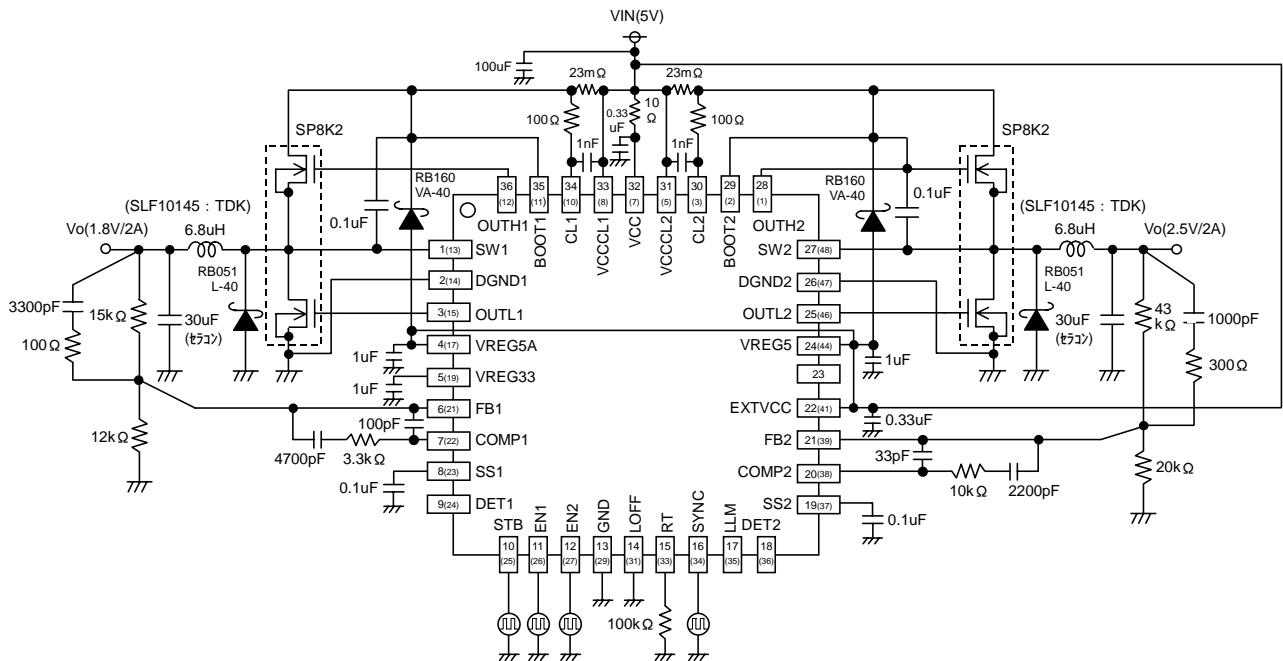 VIN(5V)
100uF
23mΩ
23mΩ
SP8K2
100Ω
0.33
uF
10
Ω
100Ω
SP8K2
1nF
1nF
RB160
VA-40
RB160
VA-40
0.1uF
0.1uF
36
(12)
35
(11)
34
(10)
33
(8)
32
(7)
31
(5)
30
(3)
29
(2)
28
(1)
OUTH1
BOOT1
CL1
VCCCL1
VCC
VCCCL2
CL2
BOOT2
OUTH2
(SLF10145 : TDK)
(SLF10145 : TDK)
Vo(1.8V/2A)
6.8uH
6.8uH
Vo(2.5V/2A)
1(13)
SW1
SW2
27(48)
RB051
L-40
RB051
L-40
2(14)
DGND1
DGND2
26(47)
3300pF
15kΩ
30uF
(ｾﾗｺﾝ)
3(15)
OUTL1
OUTL2
25(46)
30uF
(ｾﾗｺﾝ)
43
kΩ
1000pF
100Ω
1uF
4(17)
VREG5A
VREG5
24(44)
1uF
300Ω
1uF
5(19)
VREG33
23
6(21)
FB1
EXTVCC
22(41)
0.33uF
12kΩ
100pF
7(22)
COMP1
FB2
21(39)
4700pF
3.3kΩ
33pF
8(23)
SS1
COMP2
20(38)
10kΩ
2200pF
20kΩ
0.1uF
9(24)
DET1
SS2
19(37)
0.1uF
STB
EN1
EN2
GND
LOFF
RT
SYNC
LLM
DET2
10
(25)
11
(26)
12
(27)
13
(29)
14
(31)
15
(33)
16
(34)
17
(35)
18
(36)
100kΩ